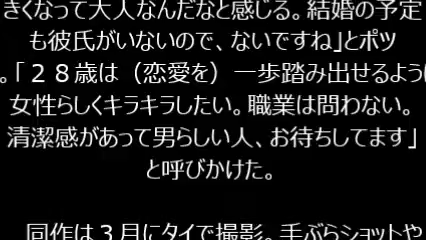 きくなって大人なんだなと感じる。結婚の予定
も彼氏がいないので、ないですね」とポツ
。「２８歳は（恋愛を）一歩踏み出せるように
女性らしくキラキラしたい。職業は問わない。
清潔感があって男らしい人、お待ちしてます」
と呼びかけた。
同作は３月にタイで撮影。手ぶらショットや